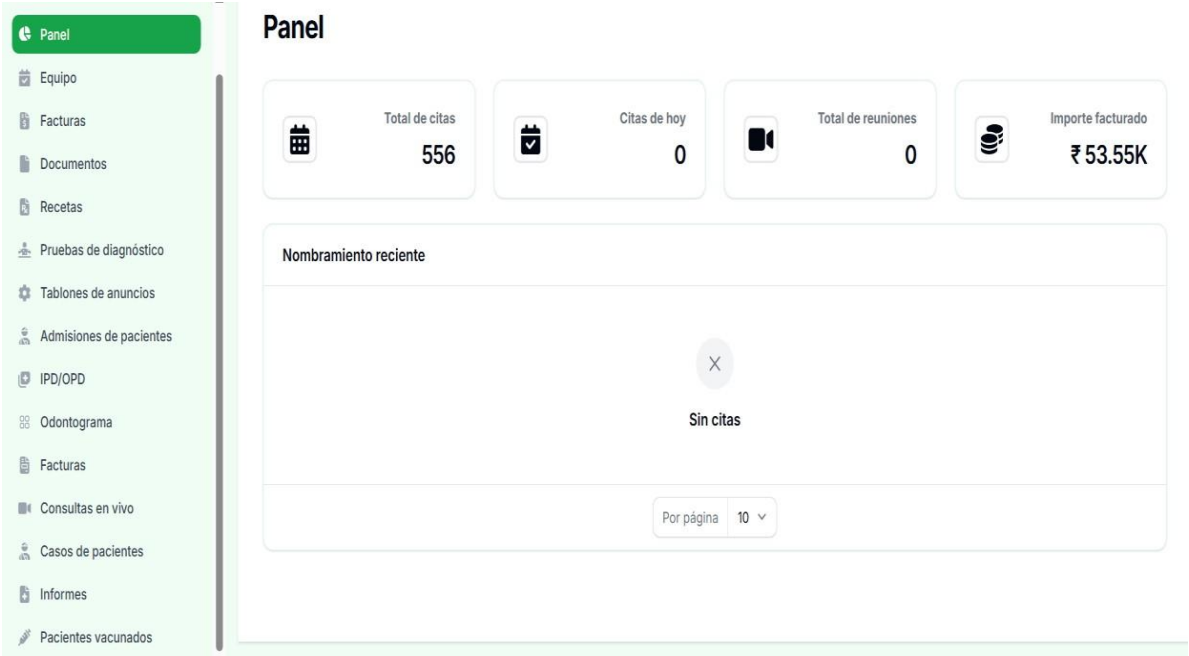 Panel
Equipo
Facturas
Documentos
Recetas
Pruebas de diagnóstico
Tablones de anuncios
Admisiones de pacientes
IPD/OPD
Odontograma
Facturas
Consultas en vivo
Casos de pacientes
Informes
Pacientes vacunados
Panel
Total de citas
556
Citas de hoy
0
Total de reuniones
0
Importe facturado
₹ 53.55K
Nombramiento reciente
Sin citas
Por página 10